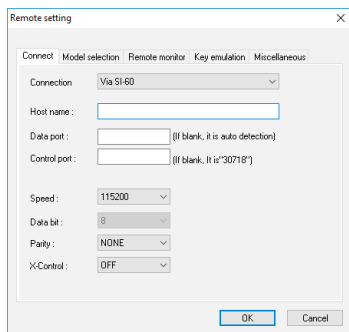 Remote setting
Connect Model selection Remote monitor Key emulation Miscellaneous
Connection Via SI-60
Host name :
Data port : (If blank, it is auto detection)
Control port : (If blank, It is"30718")
Speed : 115200
Data bit : 8
Parity : NONE
X-Control : OFF
OK Cancel